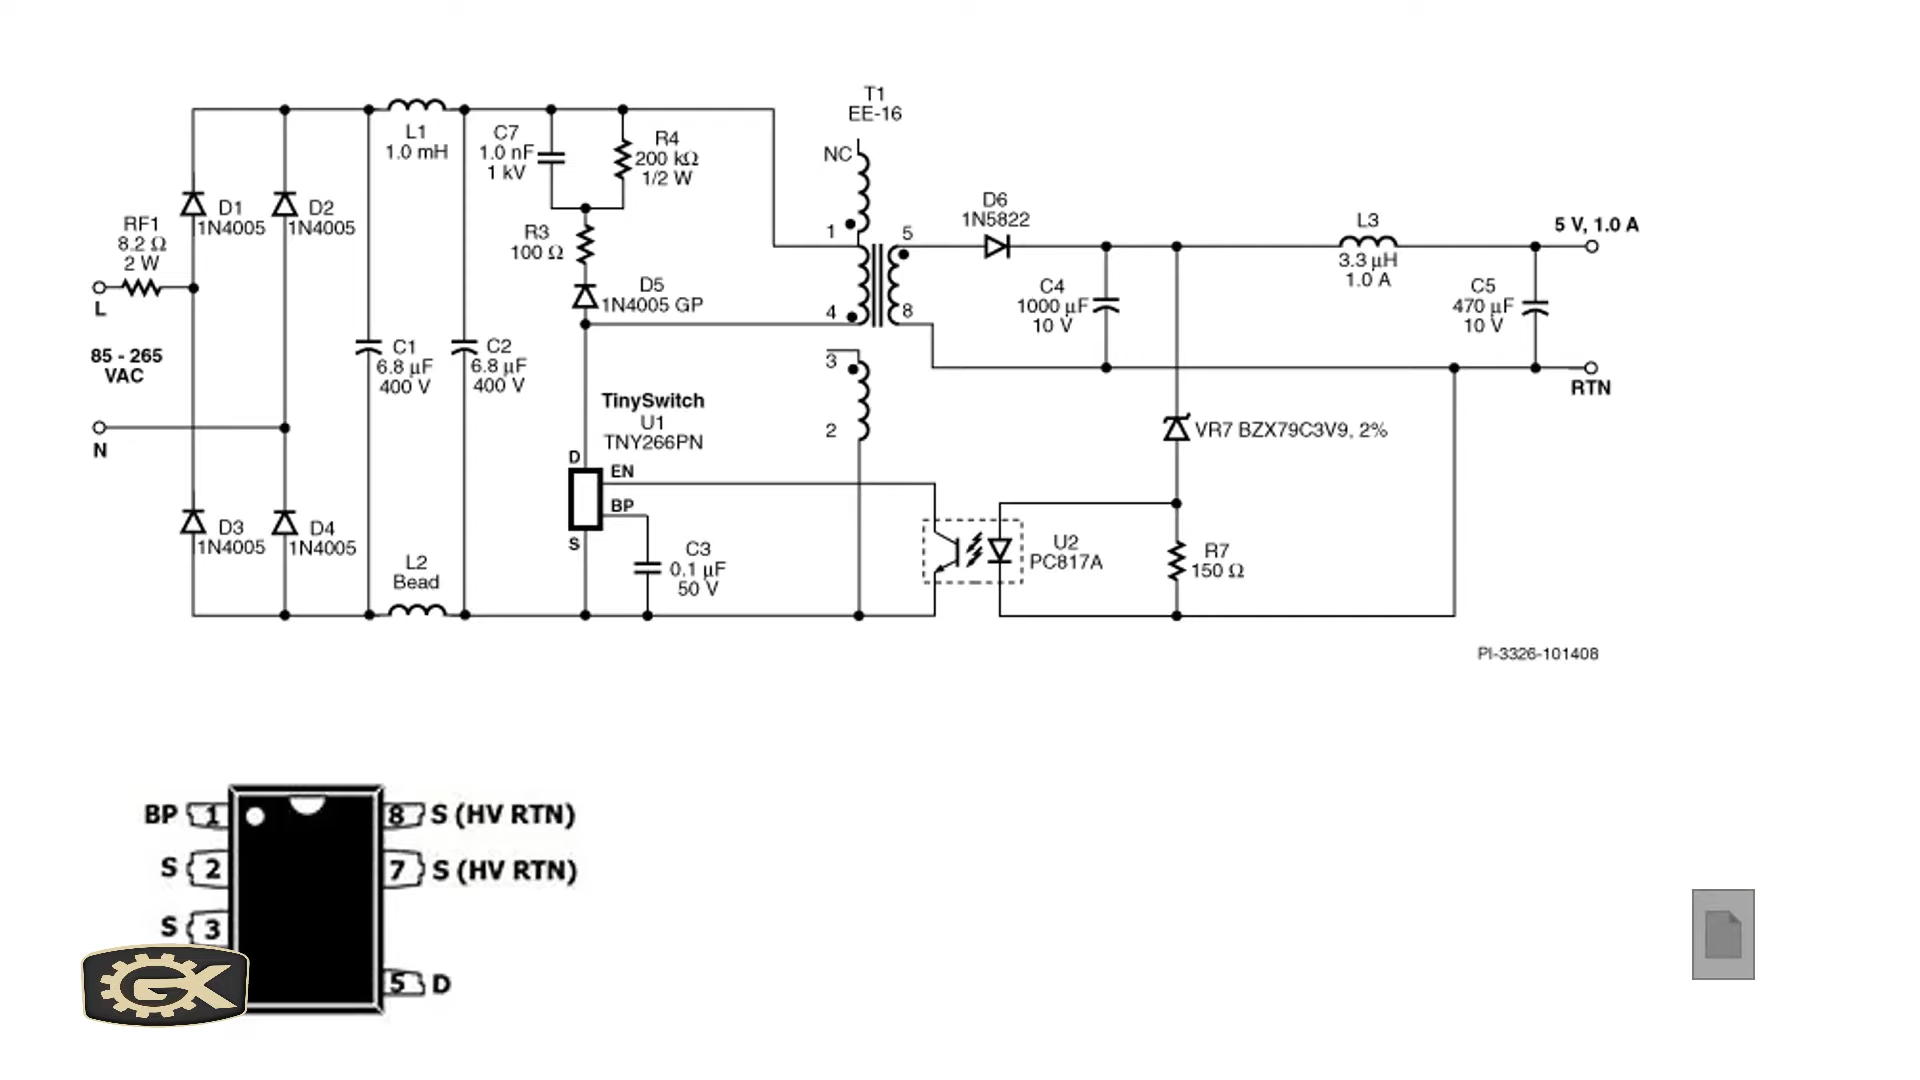 T1
EE-16
NC
L1
1.0 mH
C7
1.0 nF
1 kV
R4
200 kΩ
1/2 W
RF1
8.2 Ω
2 W
D1
1N4005
D2
1N4005
R3
100 Ω
D5
1N4005 GP
1
4
3
2
5
8
D6
1N5822
L3
3.3 µH
1.0 A
5 V, 1.0 A
C4
1000 µF
10 V
C5
470 µF
10 V
RTN
L
85 - 265
VAC
N
C1
6.8 µF
400 V
C2
6.8 µF
400 V
TinySwitch
U1
TNY266PN
D
EN
BP
S
VR7 BZX79C3V9, 2%
D3
1N4005
D4
1N4005
L2
Bead
C3
0.1 µF
50 V
U2
PC817A
R7
150 Ω
PI-3326-101408
BP 1
8 S (HV RTN)
S 2
7 S (HV RTN)
S 3
5 D
GK